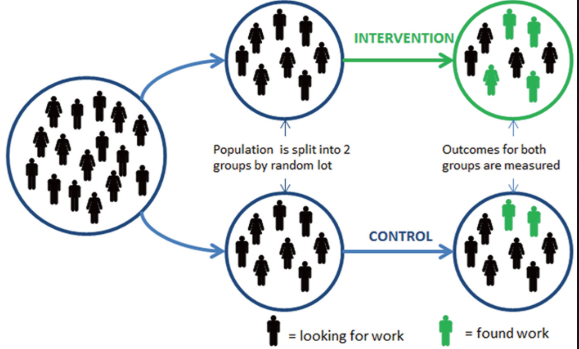 INTERVENTION
Population is split into 2
groups by random lot
Outcomes for both
groups are measured
CONTROL
= looking for work
= found work